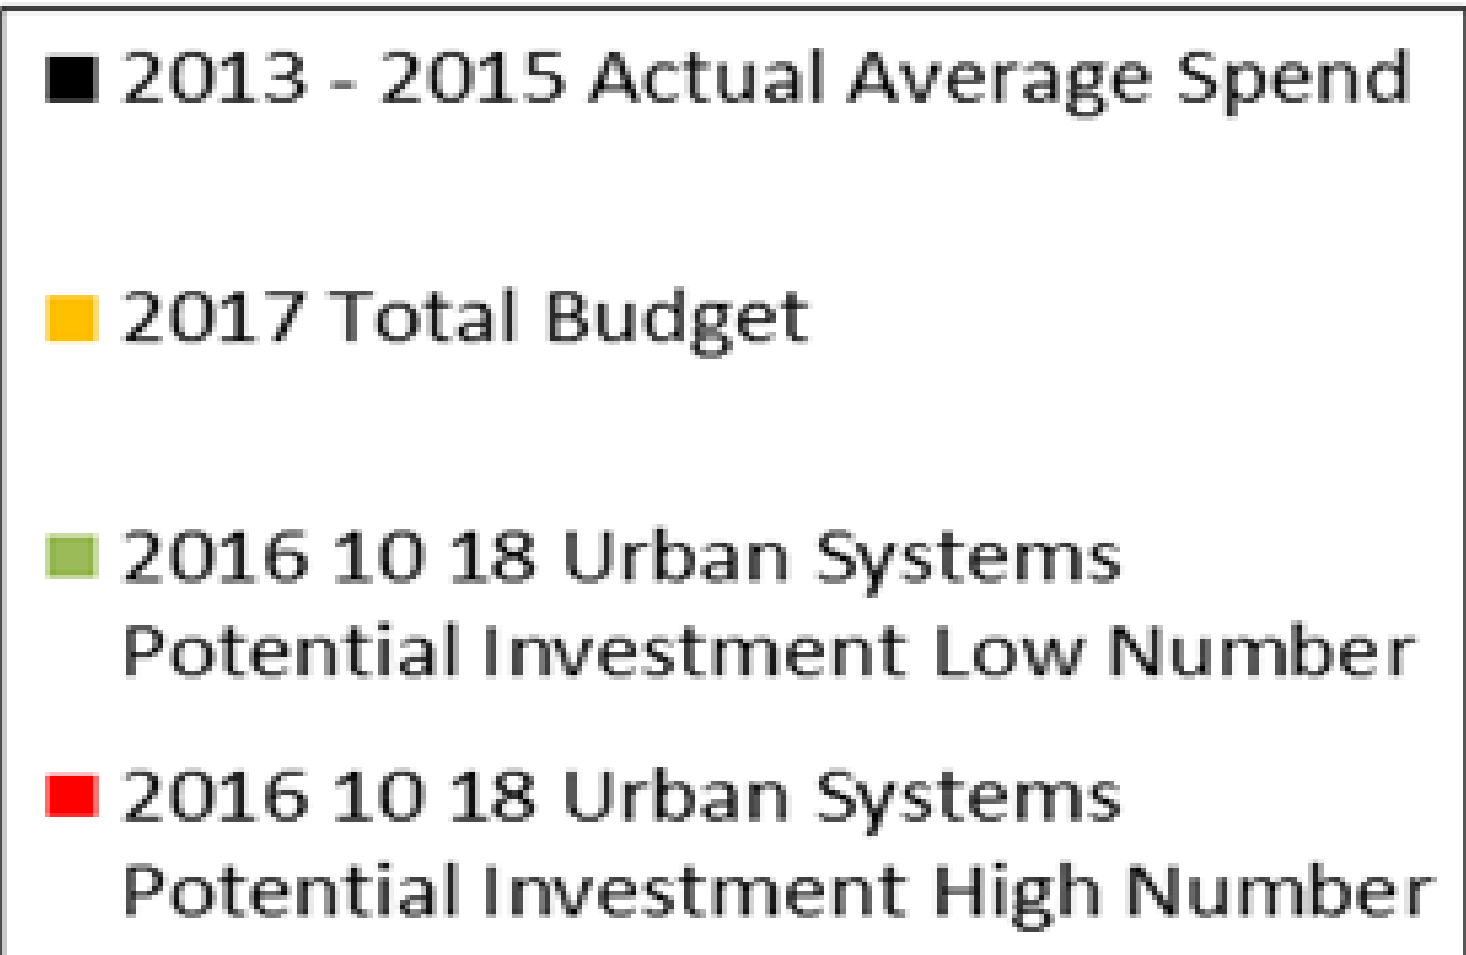 2013 - 2015 Actual Average Spend
2017 Total Budget
2016 10 18 Urban Systems
Potential Investment Low Number
2016 10 18 Urban Systems
Potential Investment High Number